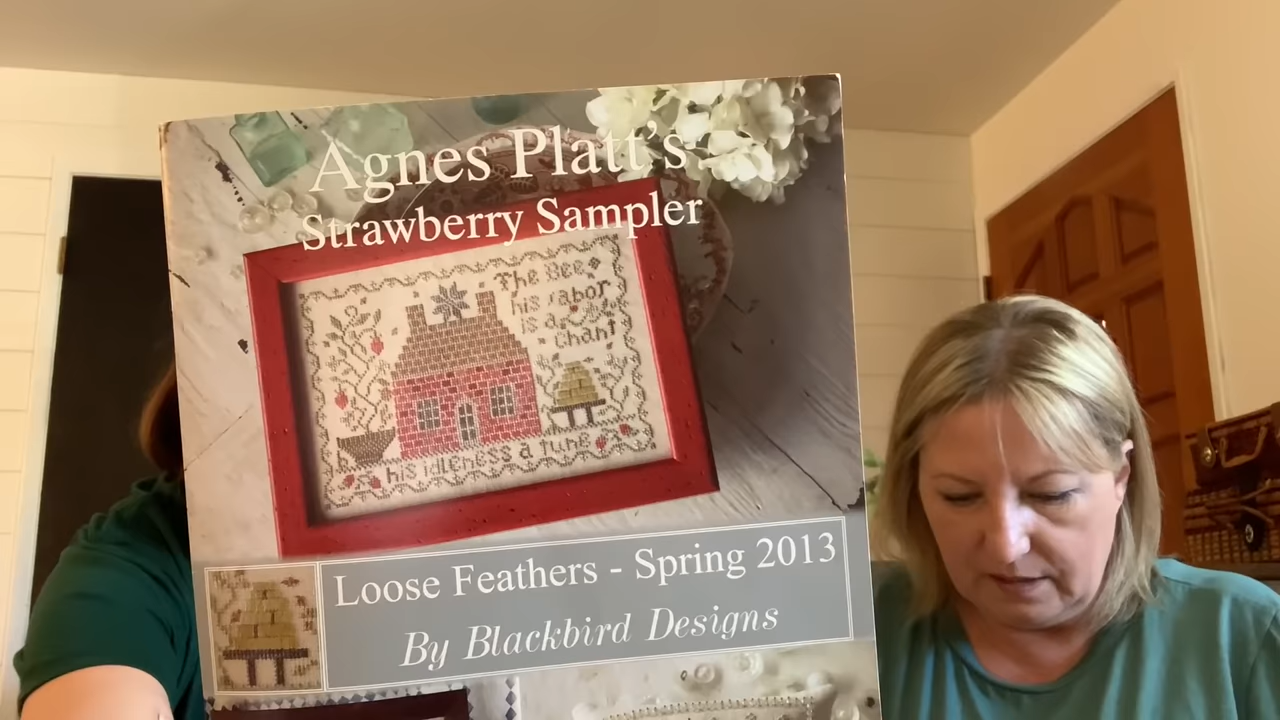 Agnes Platt's
Strawberry Sampler
The Bee
his labor
is a
Chant
his idleness a tune
Loose Feathers - Spring 2013
By Blackbird Designs